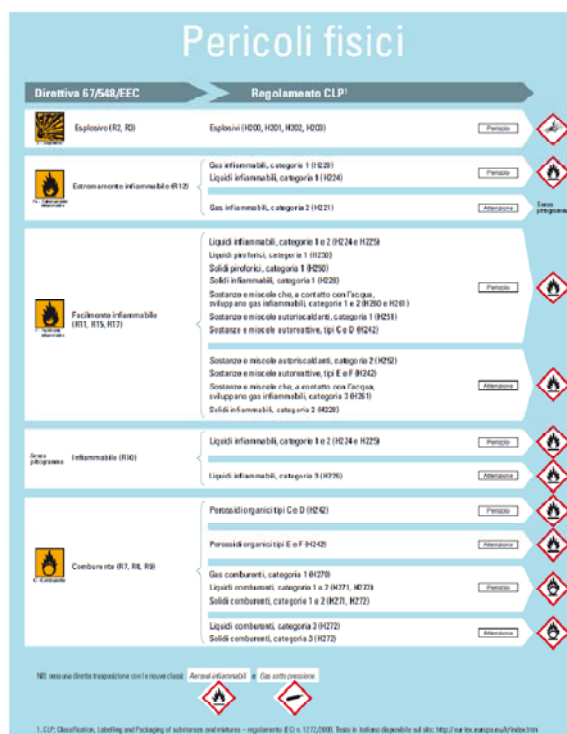 Pericoli fisici
Direttiva 67/548/EEC
Regolamento CLP¹
Esplosivo (R2, R3)
Esplosivi (H200, H201, H202, H203)
Pericolo
Estremamente infiammabile (R12)
Gas infiammabili, categoria 1 (H220)
Liquidi infiammabili, categoria 1 (H224)
Pericolo
Gas infiammabili, categoria 2 (H221)
Attenzione
Senza
pittogramma
Facilmente infiammabile
(R11, R15, R17)
Liquidi infiammabili, categorie 1 e 2 (H224 e H225)
Liquidi piroforici, categoria 1 (H250)
Solidi piroforici, categoria 1 (H250)
Solidi infiammabili, categoria 1 (H228)
Sostanze e miscele che, a contatto con l'acqua,
sviluppano gas infiammabili, categorie 1 e 2 (H260 e H261)
Sostanze e miscele autoriscaldanti, categoria 1 (H251)
Sostanze e miscele autoreattive, tipi C e D (H242)
Pericolo
Sostanze e miscele autoriscaldanti, categoria 2 (H252)
Sostanze e miscele autoreattive, tipi E e F (H242)
Sostanze e miscele che, a contatto con l'acqua,
sviluppano gas infiammabili, categoria 3 (H261)
Solidi infiammabili, categoria 2 (H228)
Attenzione
Senza
pittogramma
Infiammabile (R10)
Liquidi infiammabili, categorie 1 e 2 (H224 e H225)
Pericolo
Liquidi infiammabili, categoria 3 (H226)
Attenzione
O - Comburente
Comburente (R7, R8, R9)
Perossidi organici tipi C e D (H242)
Pericolo
Perossidi organici tipi E e F (H242)
Attenzione
Gas comburenti, categoria 1 (H270)
Liquidi comburenti, categorie 1 e 2 (H271, H272)
Solidi comburenti, categorie 1 e 2 (H271, H272)
Pericolo
Liquidi comburenti, categoria 3 (H272)
Solidi comburenti, categoria 3 (H272)
Attenzione
NB: nessuna diretta trasposizione con le nuove classi: Aerosol infiammabili e Gas sotto pressione.
1. CLP: Classification, Labelling and Packaging of substances and mixtures – regolamento (EC) n. 1272/2008. Testo in italiano disponibile sul sito: http://eur-lex.europa.eu/it/index.htm